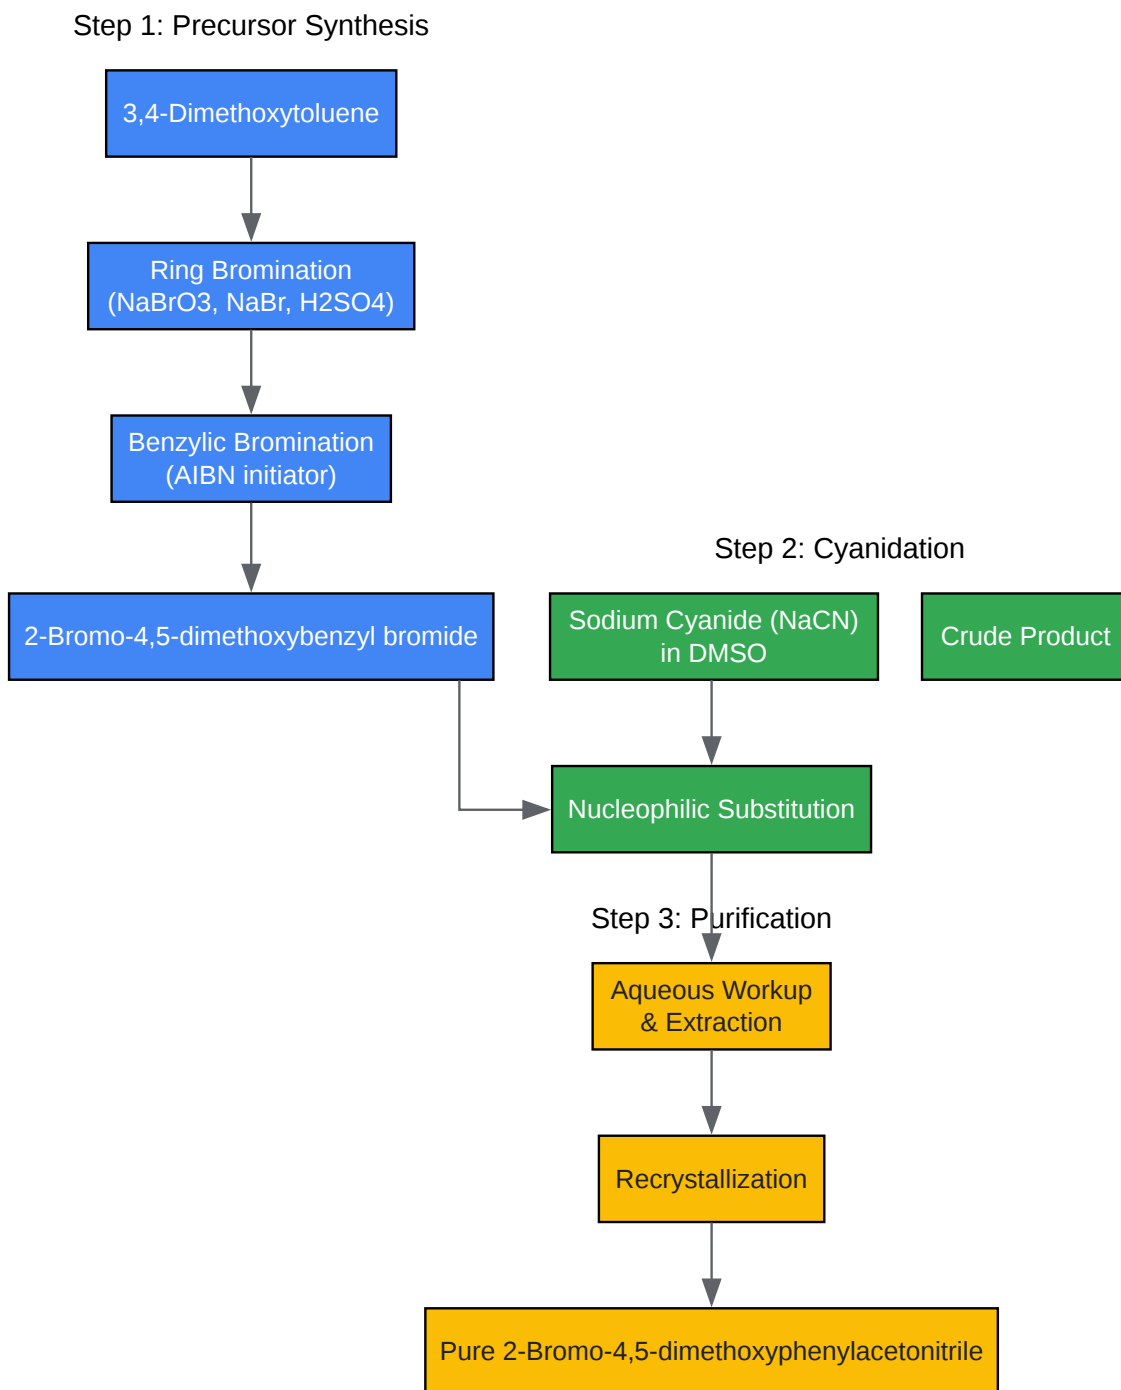 Step 1: Precursor Synthesis
3,4-Dimethoxytoluene
Ring Bromination
(NaBrO3, NaBr, H2SO4)
Benzylic Bromination
(AIBN initiator)
2-Bromo-4,5-dimethoxybenzyl bromide
Step 2: Cyanidation
Sodium Cyanide (NaCN)
in DMSO
Crude Product
Nucleophilic Substitution
Step 3: Purification
Aqueous Workup
& Extraction
Recrystallization
Pure 2-Bromo-4,5-dimethoxyphenylacetonitrile